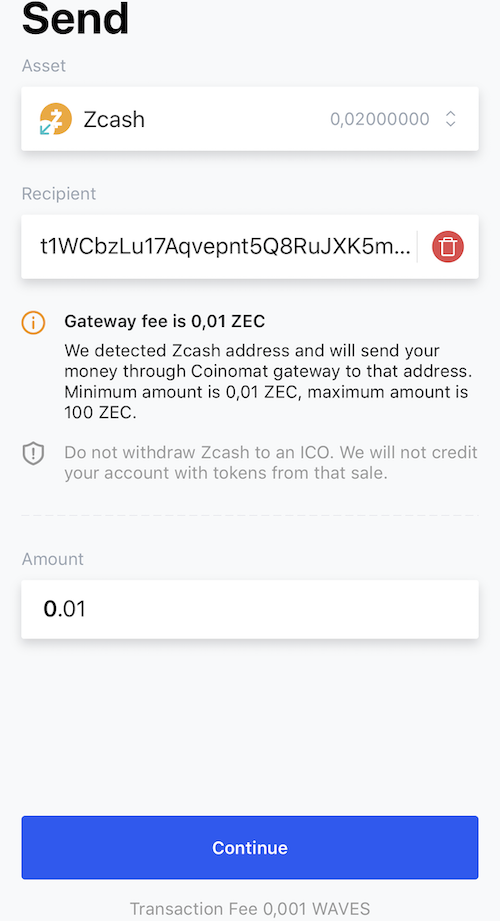 Send
Asset
Zcash 0,02000000
Recipient
t1WCbzLu17Aqvepnt5Q8RuJXK5m...
Gateway fee is 0,01 ZEC
We detected Zcash address and will send your
money through Coinomat gateway to that address.
Minimum amount is 0,01 ZEC, maximum amount is
100 ZEC.
Do not withdraw Zcash to an ICO. We will not credit
your account with tokens from that sale.
Amount
0.01
Continue
Transaction Fee 0,001 WAVES